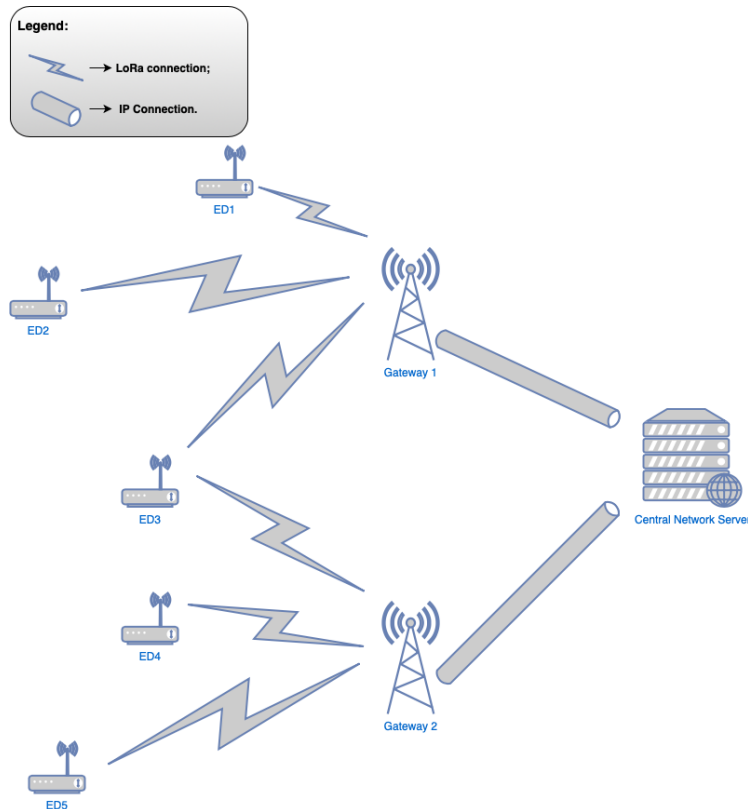 Legend:
LoRa connection;
IP Connection.
ED1
ED2
Gateway 1
ED3
Central Network Server
ED4
Gateway 2
ED5